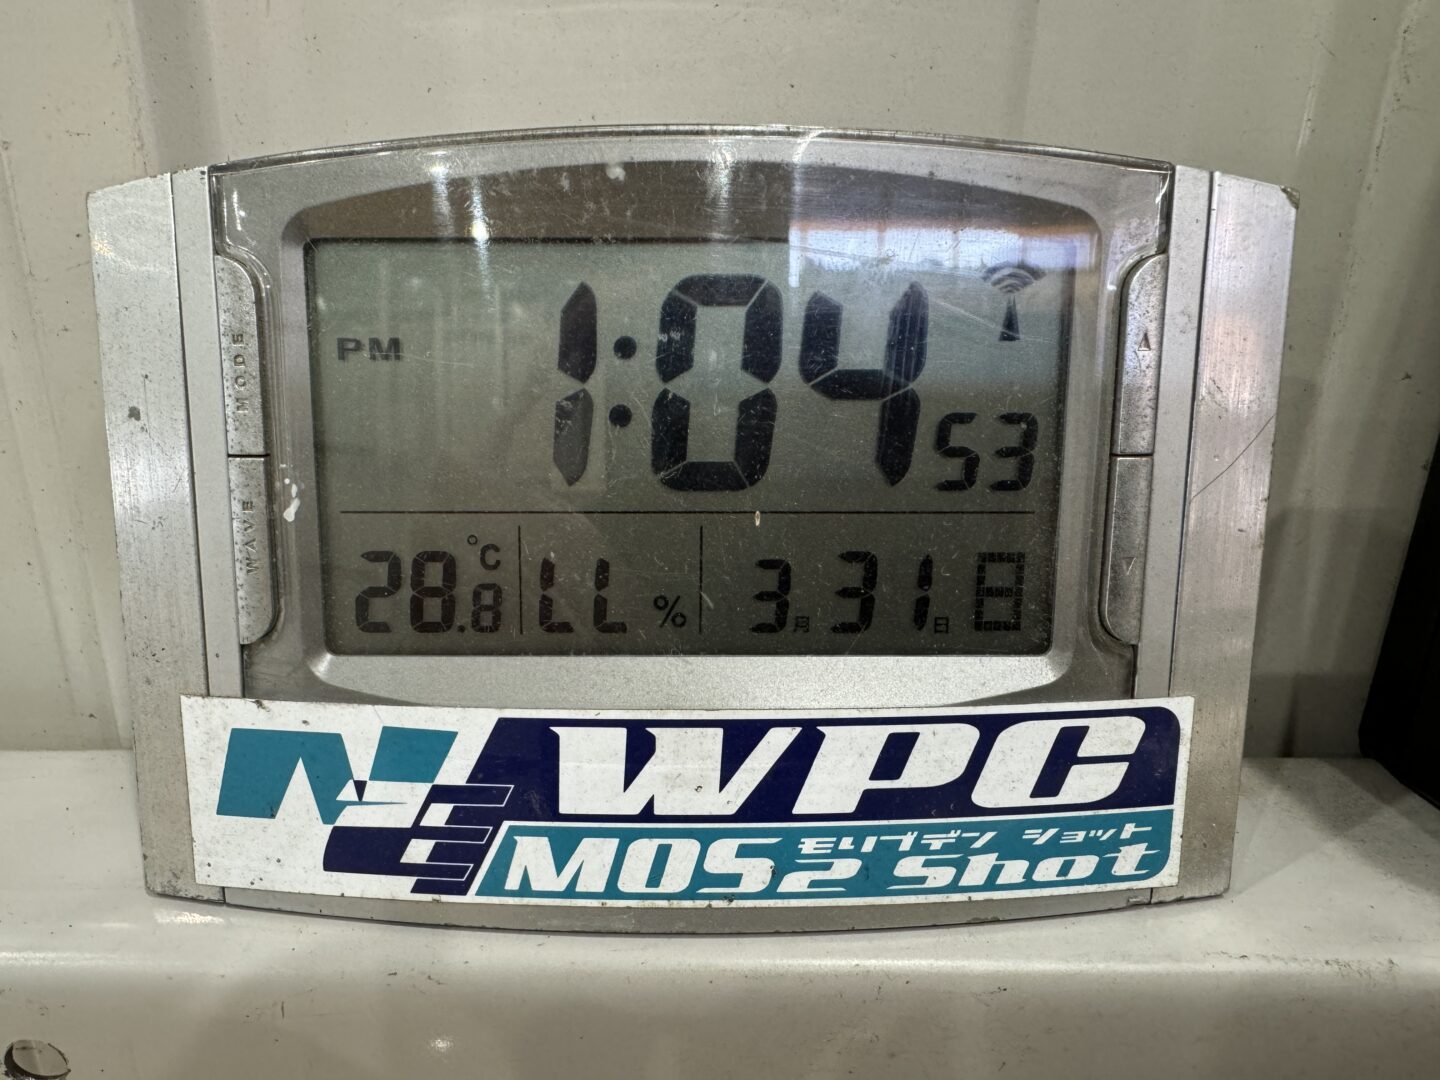 PM 1:04 53
28.8 °C LL % 3月 31日 日
MODE
WAVE
NE WPC
モリブデン ショット
MOS2 Shot